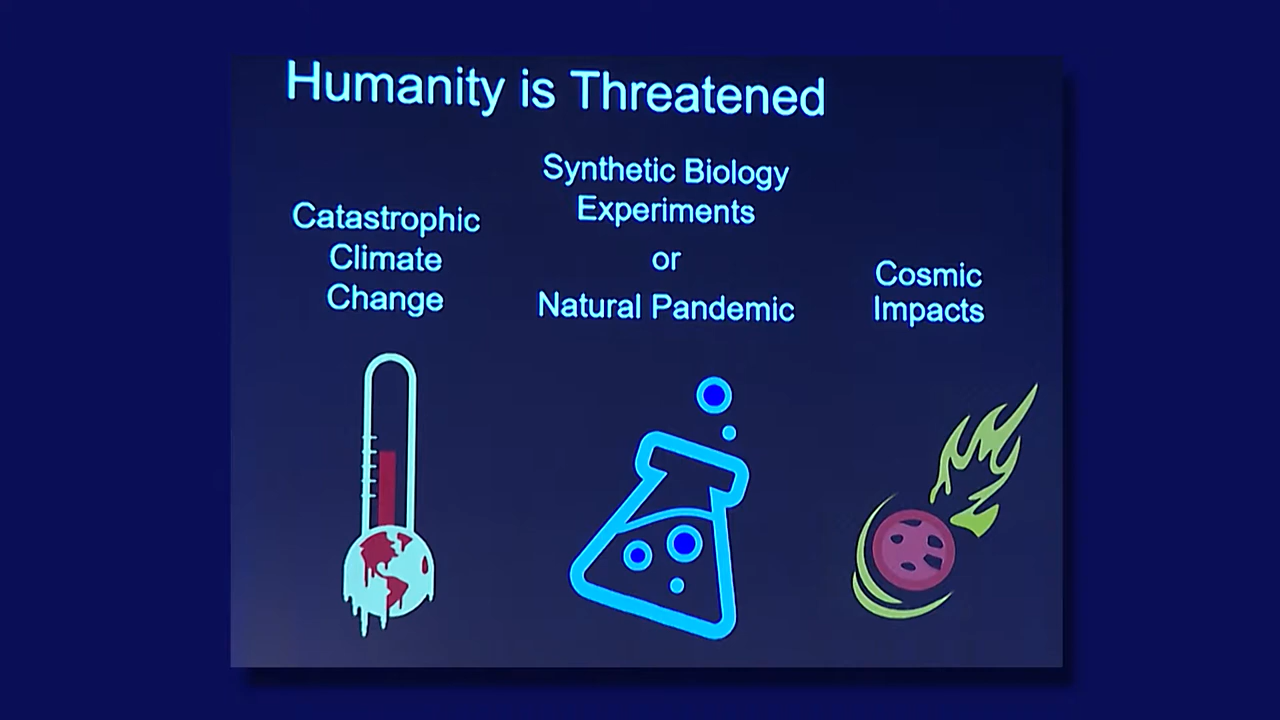 Humanity is Threatened
Catastrophic
Climate
Change
Synthetic Biology
Experiments
or
Natural Pandemic
Cosmic
Impacts